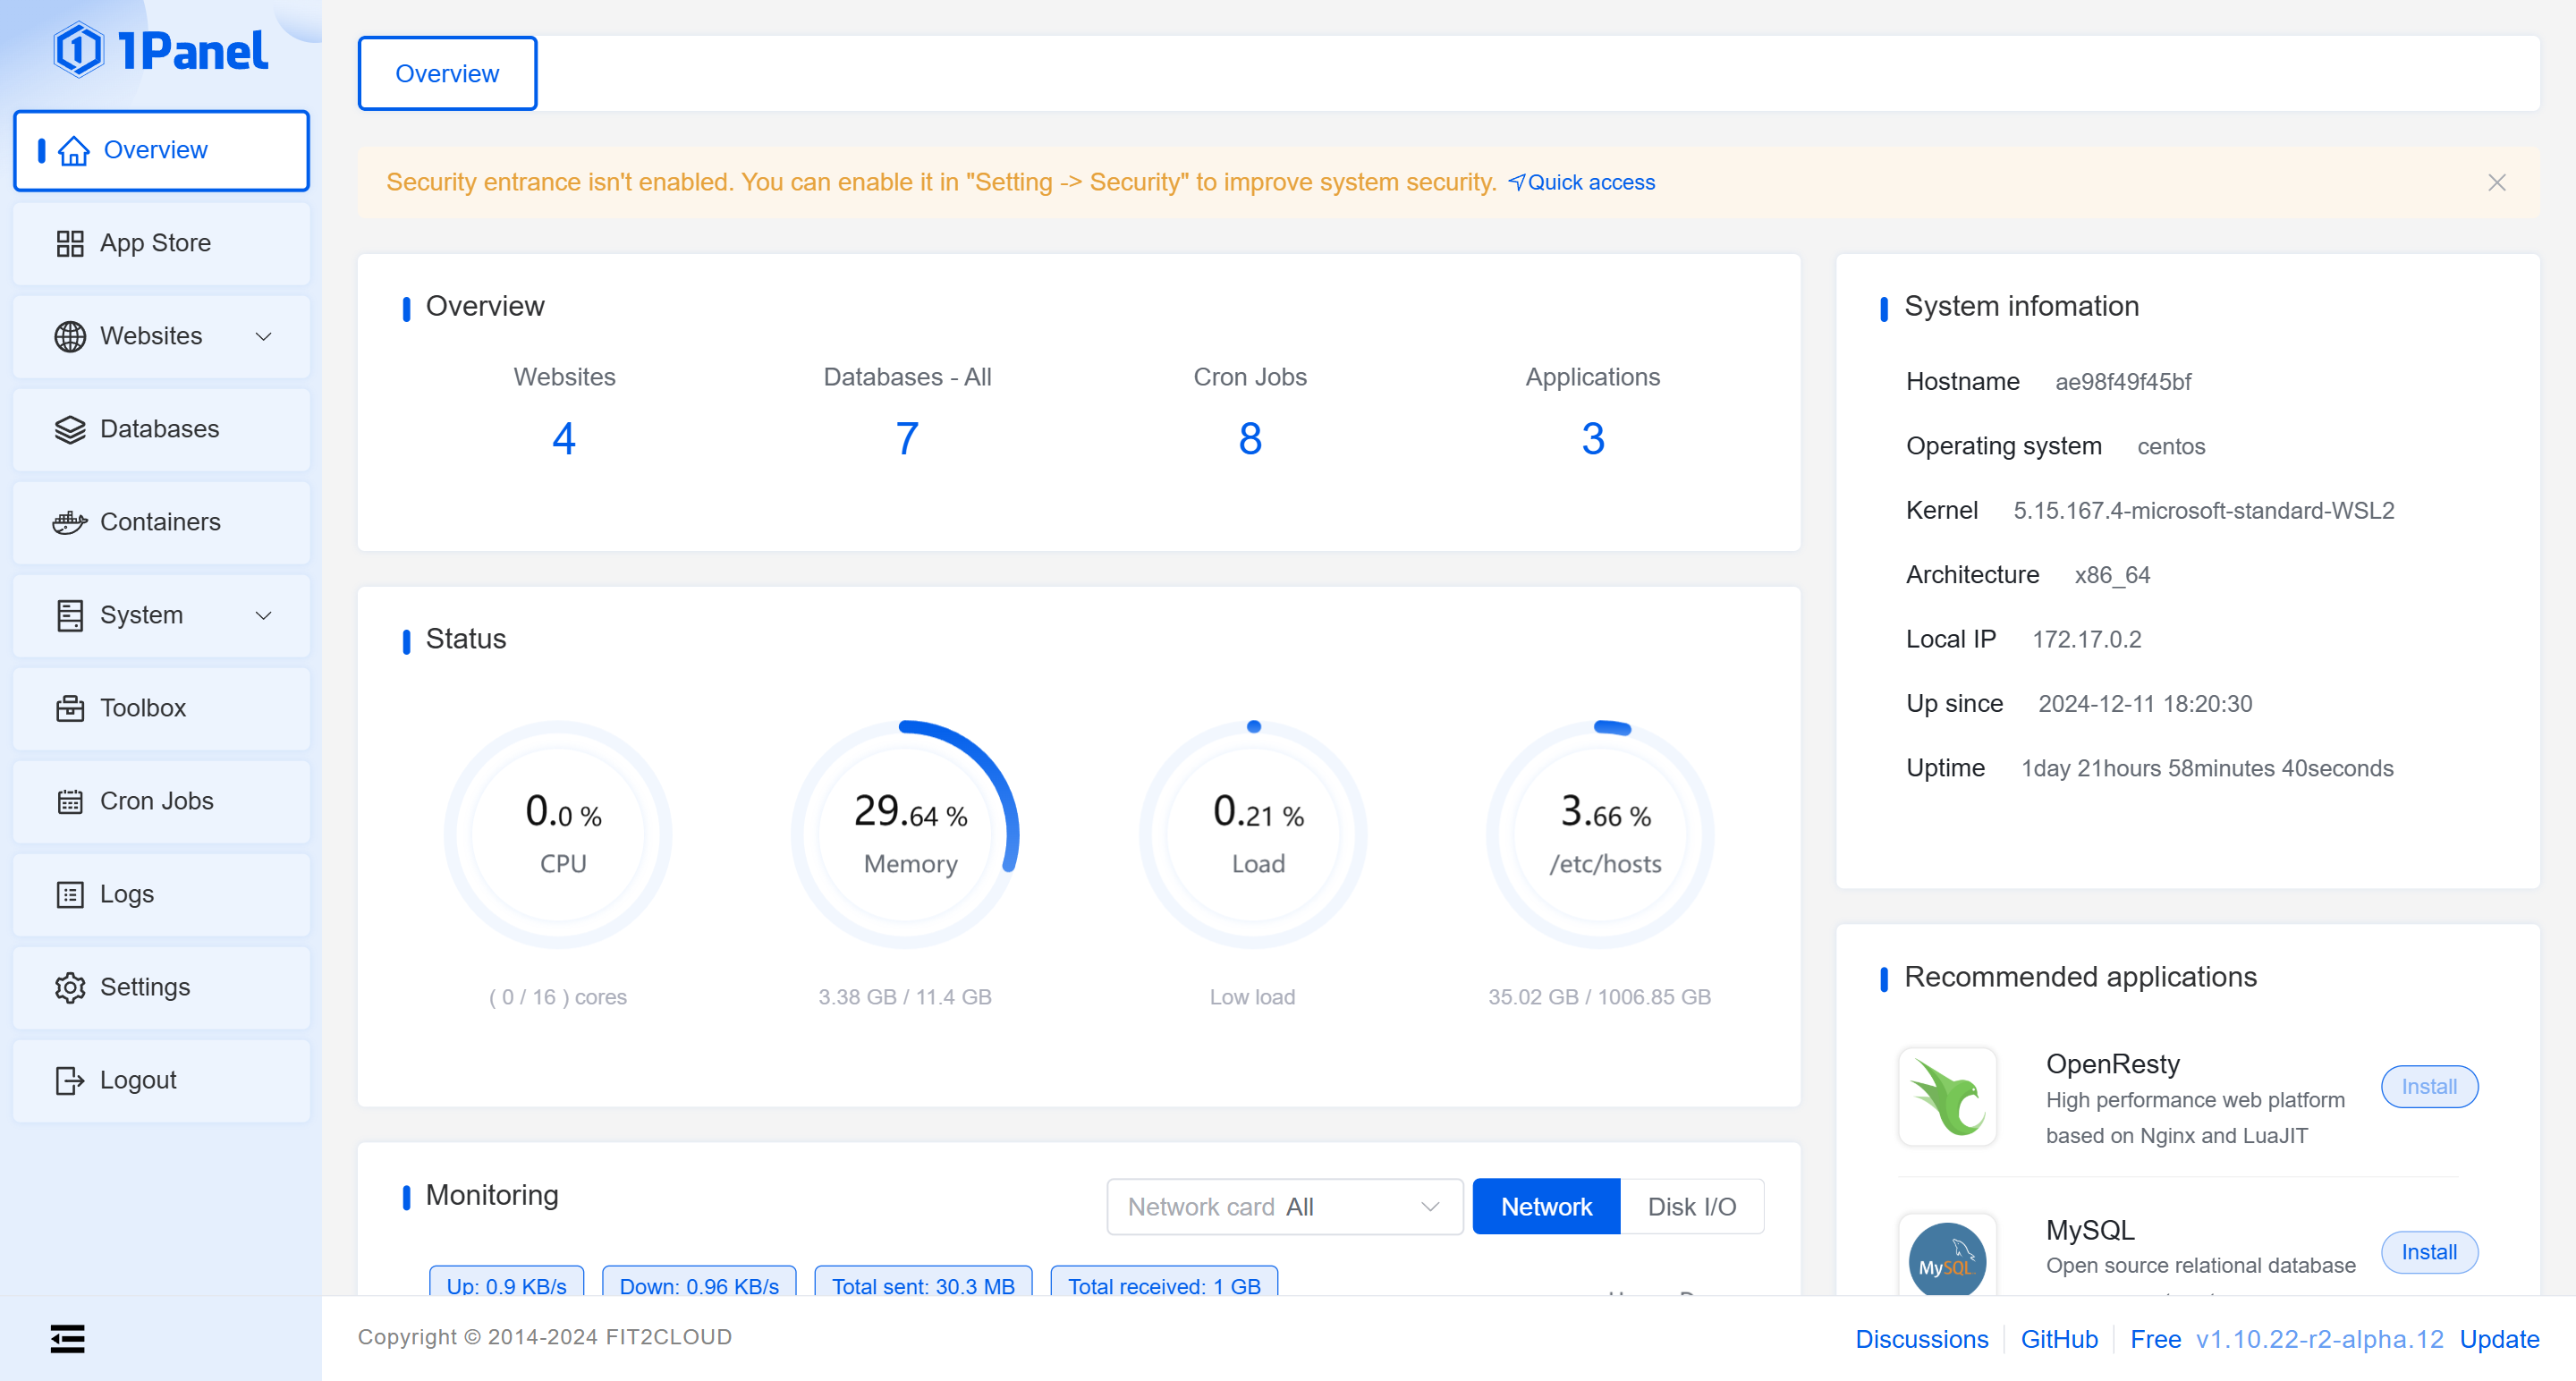 1Panel
Overview
App Store
Websites
Databases
Containers
System
Toolbox
Cron Jobs
Logs
Settings
Logout
Overview
Security entrance isn't enabled. You can enable it in "Setting -> Security" to improve system security. Quick access
Overview
Websites
Databases - All
Cron Jobs
Applications
4
7
8
3
Status
0.0 %
CPU
( 0 / 16 ) cores
29.64 %
Memory
3.38 GB / 11.4 GB
0.21 %
Load
Low load
3.66 %
/etc/hosts
35.02 GB / 1006.85 GB
Monitoring
Network card All
Network
Disk I/O
Up: 0.9 KB/s
Down: 0.96 KB/s
Total sent: 30.3 MB
Total received: 1 GB
System infomation
Hostname ae98f49f45bf
Operating system centos
Kernel 5.15.167.4-microsoft-standard-WSL2
Architecture x86_64
Local IP 172.17.0.2
Up since 2024-12-11 18:20:30
Uptime 1day 21hours 58minutes 40seconds
Recommended applications
OpenResty
High performance web platform
based on Nginx and LuaJIT
Install
MySQL
Open source relational database
Install
MySQL
Copyright © 2014-2024 FIT2CLOUD
Discussions
GitHub
Free v1.10.22-r2-alpha.12 Update